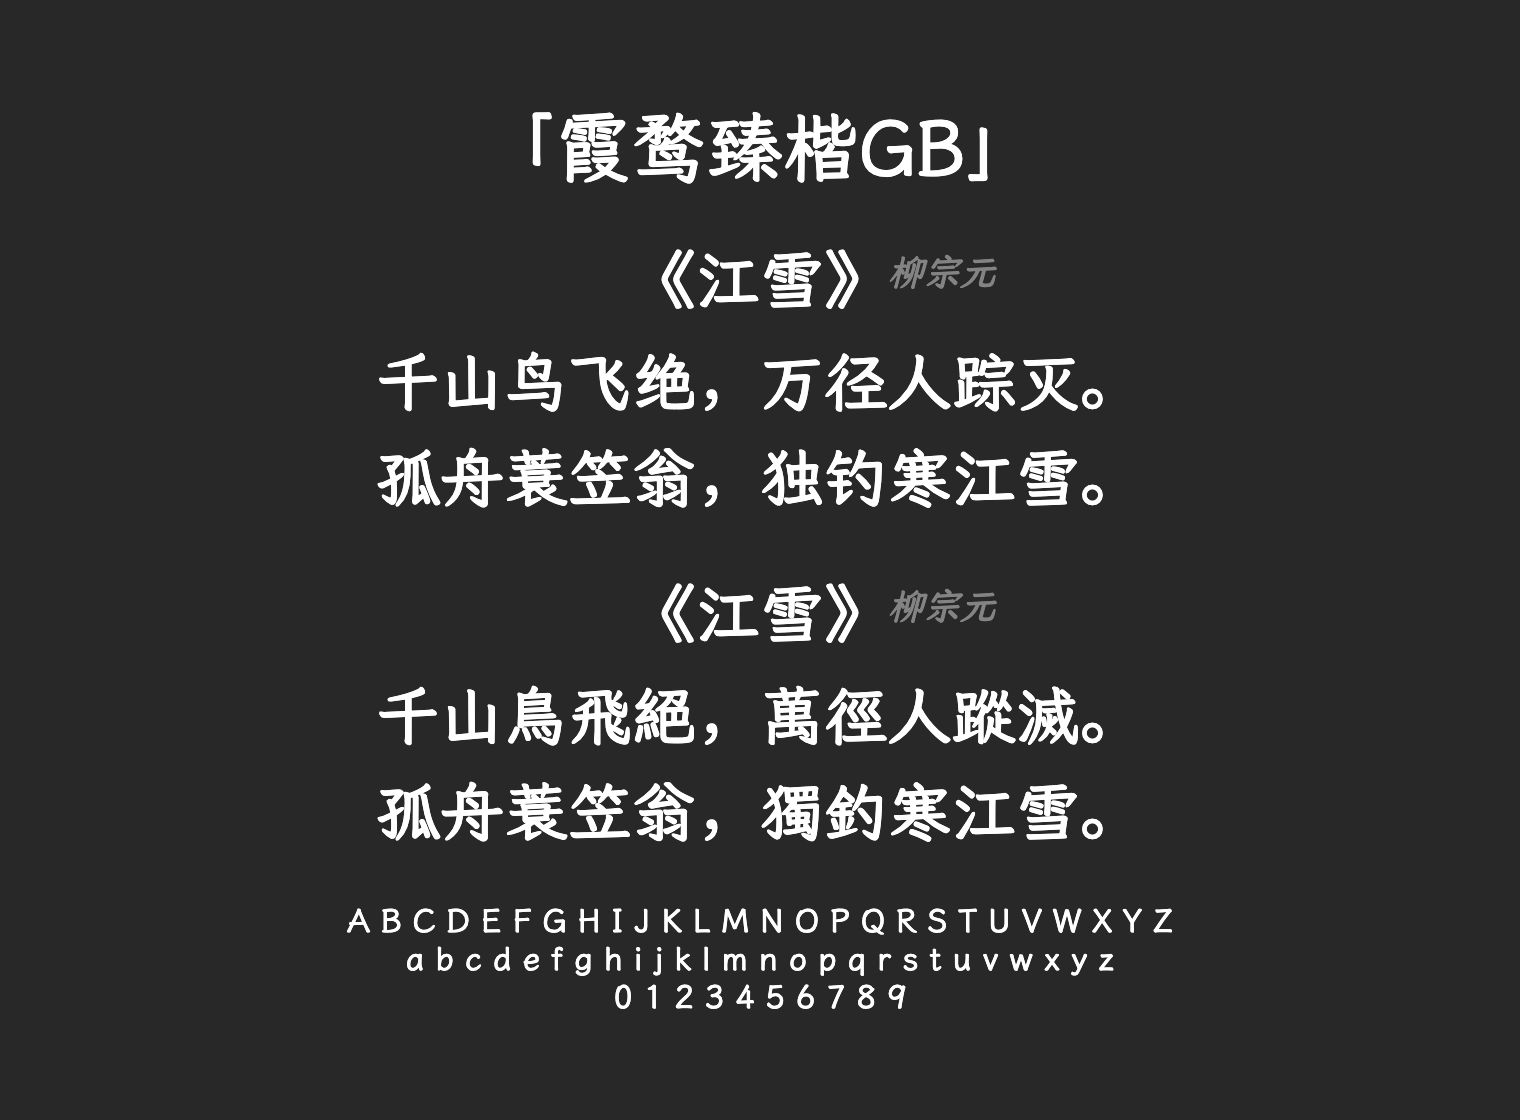 「霞鹜臻楷GB」
《江雪》 柳宗元
千山鸟飞绝，万径人踪灭。
孤舟蓑笠翁，独钓寒江雪。
《江雪》 柳宗元
千山鳥飛絕，萬徑人蹤滅。
孤舟蓑笠翁，獨釣寒江雪。
A B C D E F G H I J K L M N O P Q R S T U V W X Y Z
a b c d e f g h i j k l m n o p q r s t u v w x y z
0 1 2 3 4 5 6 7 8 9